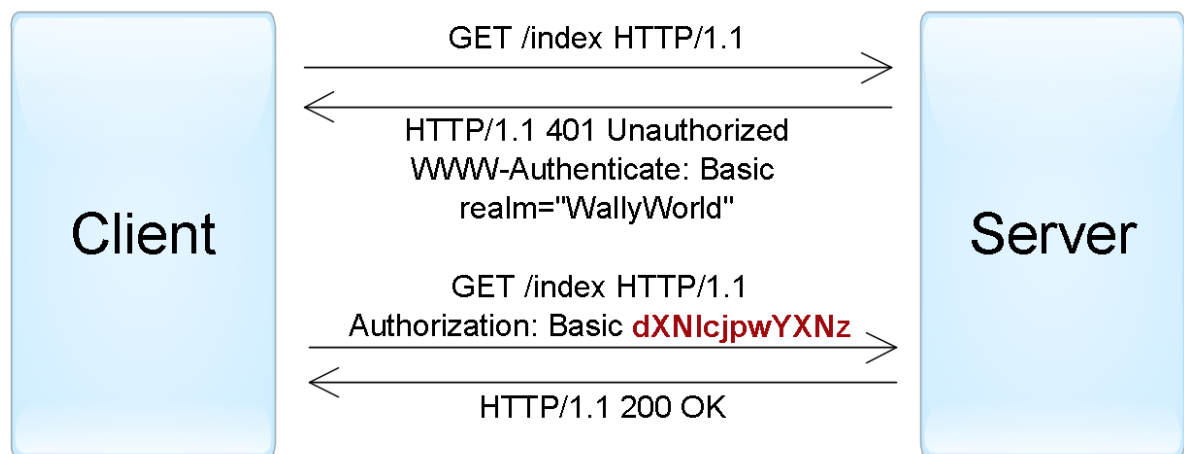 GET /index HTTP/1.1
HTTP/1.1 401 Unauthorized
WWW-Authenticate: Basic
realm="WallyWorld"
Client
Server
GET /index HTTP/1.1
Authorization: Basic dXNlcjpwYXNz
HTTP/1.1 200 OK